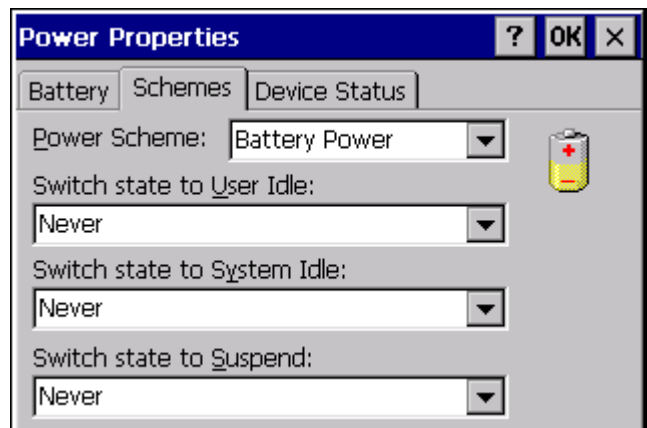 Power Properties ? OK ×
Battery Schemes Device Status
Power Scheme: Battery Power
Switch state to User Idle:
Never
Switch state to System Idle:
Never
Switch state to Suspend:
Never